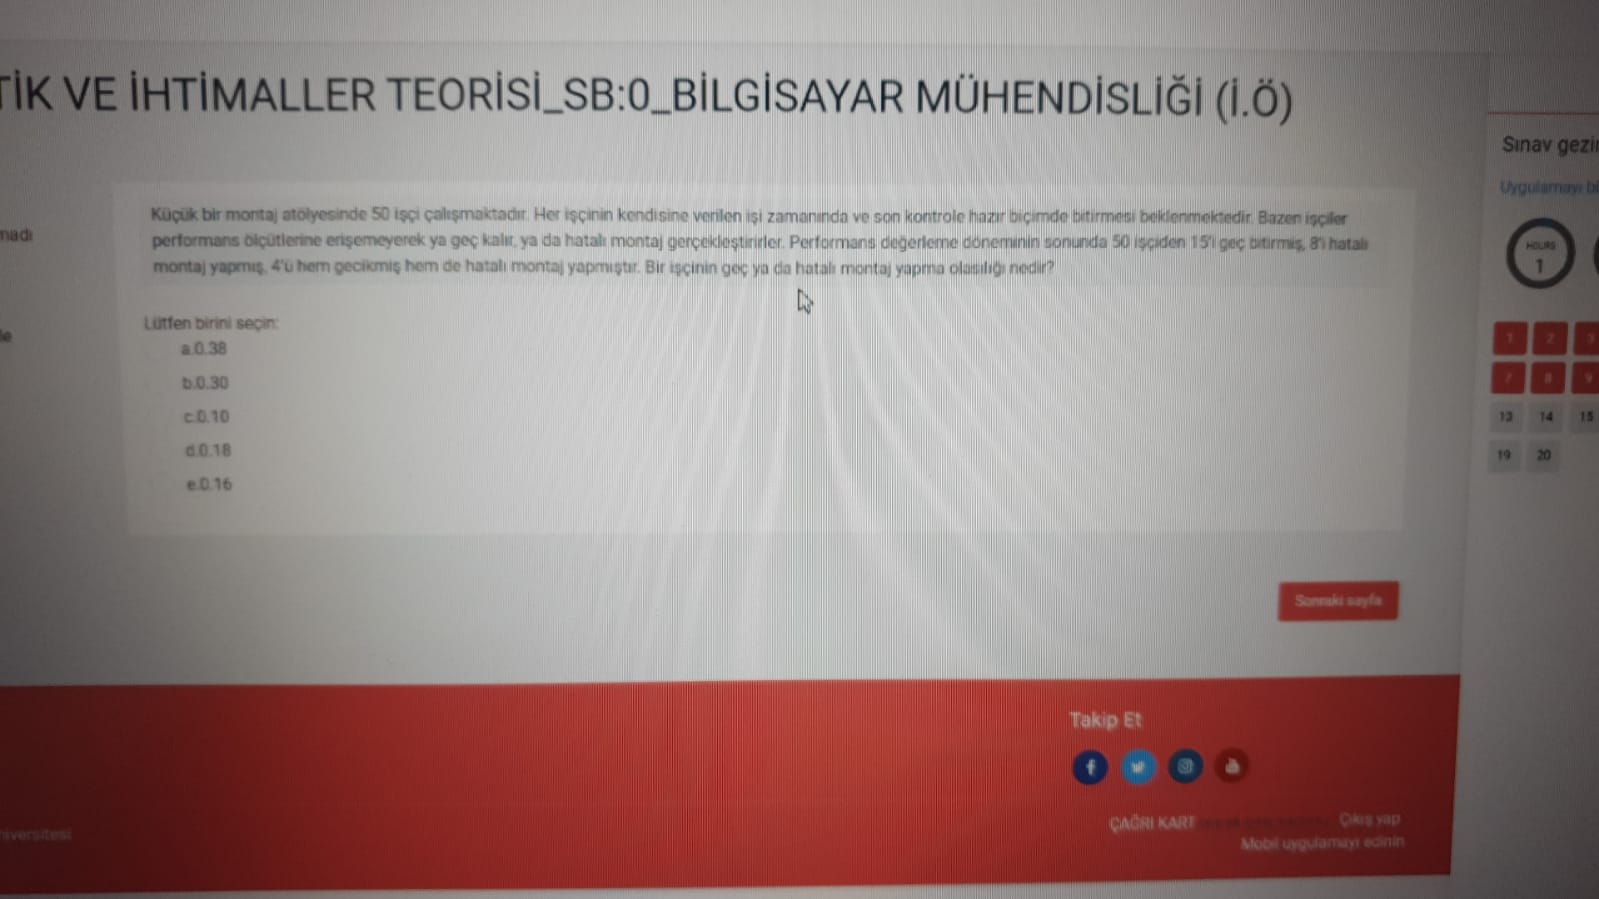 TİK VE İHTİMALLER TEORİSİ_SB:0_BİLGİSAYAR MÜHENDİSLİĞİ (İ.Ö)
Küçük bir montaj atölyesinde 50 işçi çalışmaktadır. Her işçinin kendisine verilen işi zamanında ve son kontrole hazır biçimde bitirmesi beklenmektedir. Bazen işçiler
performans ölçütlerine erişemeyerek ya geç kalır, ya da hatalı montaj gerçekleştirirler. Performans değerleme döneminin sonunda 50 işçiden 15'i geç bitirmiş, 8'i hatalı
montaj yapmış, 4'ü hem gecikmiş hem de hatalı montaj yapmıştır. Bir işçinin geç ya da hatalı montaj yapma olasılığı nedir?
Lütfen birini seçin:
a.0.38
b.0.30
c.0.10
d.0.18
e.0.16
Sonraki sayfa
madı
le
Sınav gezin
Uygulamayı bi
HOURS
1
1 2 3
7 8 9
13 14 15
19 20
Takip Et
ÇAĞRI KART
Çıkış yap
Mobil uygulamayı edinin
niversitesi